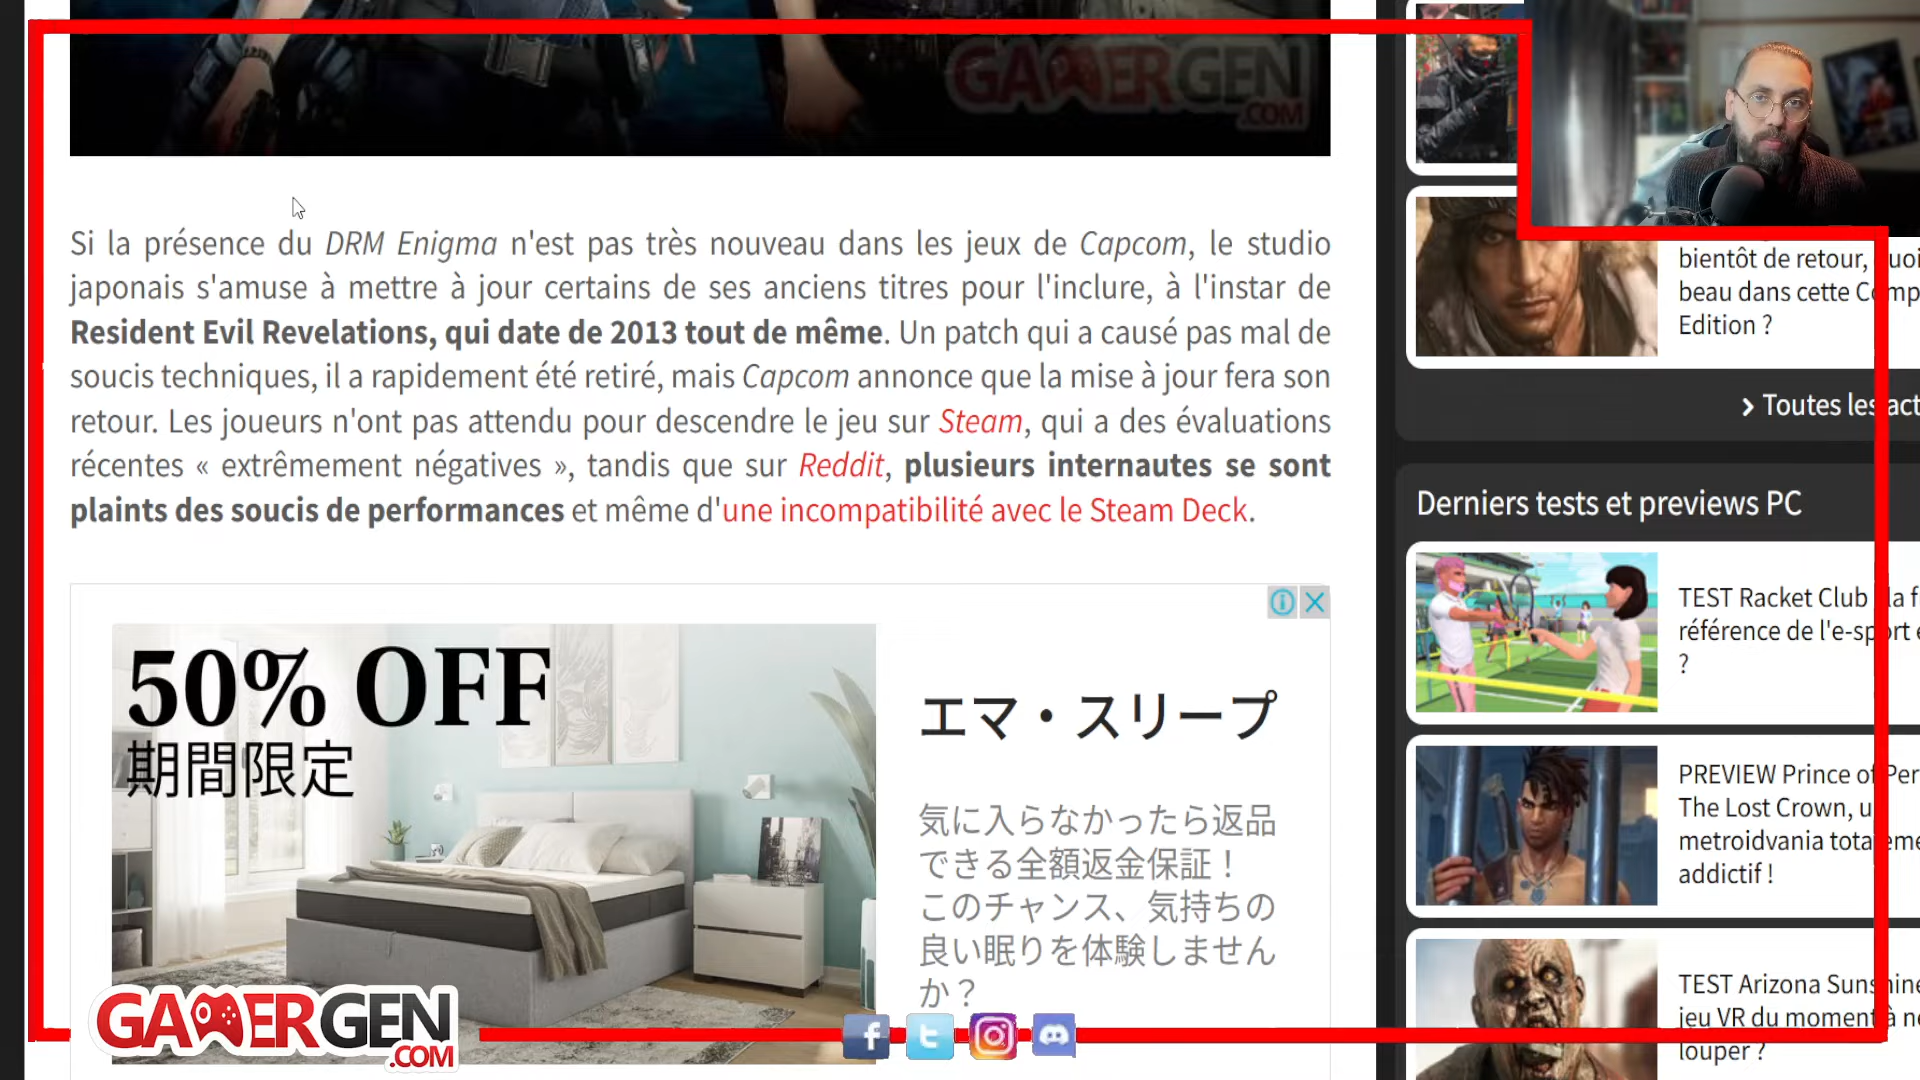 GAMERGEN
.COM
Si la présence du DRM Enigma n'est pas très nouveau dans les jeux de Capcom, le studio
japonais s'amuse à mettre à jour certains de ses anciens titres pour l'inclure, à l'instar de
Resident Evil Revelations, qui date de 2013 tout de même. Un patch qui a causé pas mal de
soucis techniques, il a rapidement été retiré, mais Capcom annonce que la mise à jour fera son
retour. Les joueurs n'ont pas attendu pour descendre le jeu sur Steam, qui a des évaluations
récentes « extrêmement négatives », tandis que sur Reddit, plusieurs internautes se sont
plaints des soucis de performances et même d'une incompatibilité avec le Steam Deck.
50% OFF
期間限定
エマ・スリープ
気に入らなかったら返品
できる全額返金保証！
このチャンス、気持ちの
良い眠りを体験しません
か？
GAMERGEN
.COM
bientôt de retour,
beau dans cette
Edition ?
Toutes les
Derniers tests et previews PC
TEST Racket Club
référence de l'e-sport
?
PREVIEW Prince of
The Lost Crown,
metroidvania
addictif !
TEST Arizona
jeu VR du moment à
louper ?